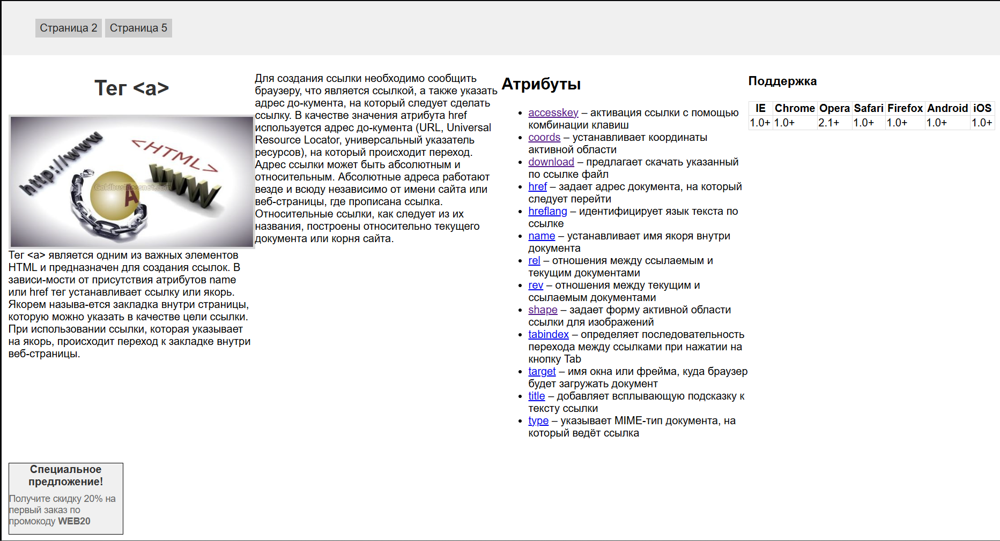 Страница 2
Страница 5
Тег <a>
http://www
<HTML>
www
Goldbusinessnet.com
A
Тег <a> является одним из важных элементов
HTML и предназначен для создания ссылок. В
зависи-мости от присутствия атрибутов name
или href тег устанавливает ссылку или якорь.
Якорем называ-ется закладка внутри страницы,
которую можно указать в качестве цели ссылки.
При использовании ссылки, которая указывает
на якорь, происходит переход к закладке внутри
веб-страницы.
Для создания ссылки необходимо сообщить
браузеру, что является ссылкой, а также указать
адрес до-кумента, на который следует сделать
ссылку. В качестве значения атрибута href
используется адрес до-кумента (URL, Universal
Resource Locator, универсальный указатель
ресурсов), на который происходит переход.
Адрес ссылки может быть абсолютным и
относительным. Абсолютные адреса работают
везде и всюду независимо от имени сайта или
веб-страницы, где прописана ссылка.
Относительные ссылки, как следует из их
названия, построены относительно текущего
документа или корня сайта.
Атрибуты
• accesskey – активация ссылки с помощью
комбинации клавиш
• coords – устанавливает координаты
активной области
• download – предлагает скачать указанный
по ссылке файл
• href – задает адрес документа, на который
следует перейти
• hreflang – идентифицирует язык текста по
ссылке
• name – устанавливает имя якоря внутри
документа
• rel – отношения между ссылаемым и
текущим документами
• rev – отношения между текущим и
ссылаемым документами
• shape – задает форму активной области
ссылки для изображений
• tabindex – определяет последовательность
перехода между ссылками при нажатии на
кнопку Tab
• target – имя окна или фрейма, куда браузер
будет загружать документ
• title – добавляет всплывающую подсказку к
тексту ссылки
• type – указывает MIME-тип документа, на
который ведёт ссылка
Поддержка
IE Chrome Opera Safari Firefox Android iOS
1.0+ 1.0+ 2.1+ 1.0+ 1.0+ 1.0+ 1.0+
Специальное
предложение!
Получите скидку 20% на
первый заказ по
промокоду WEB20